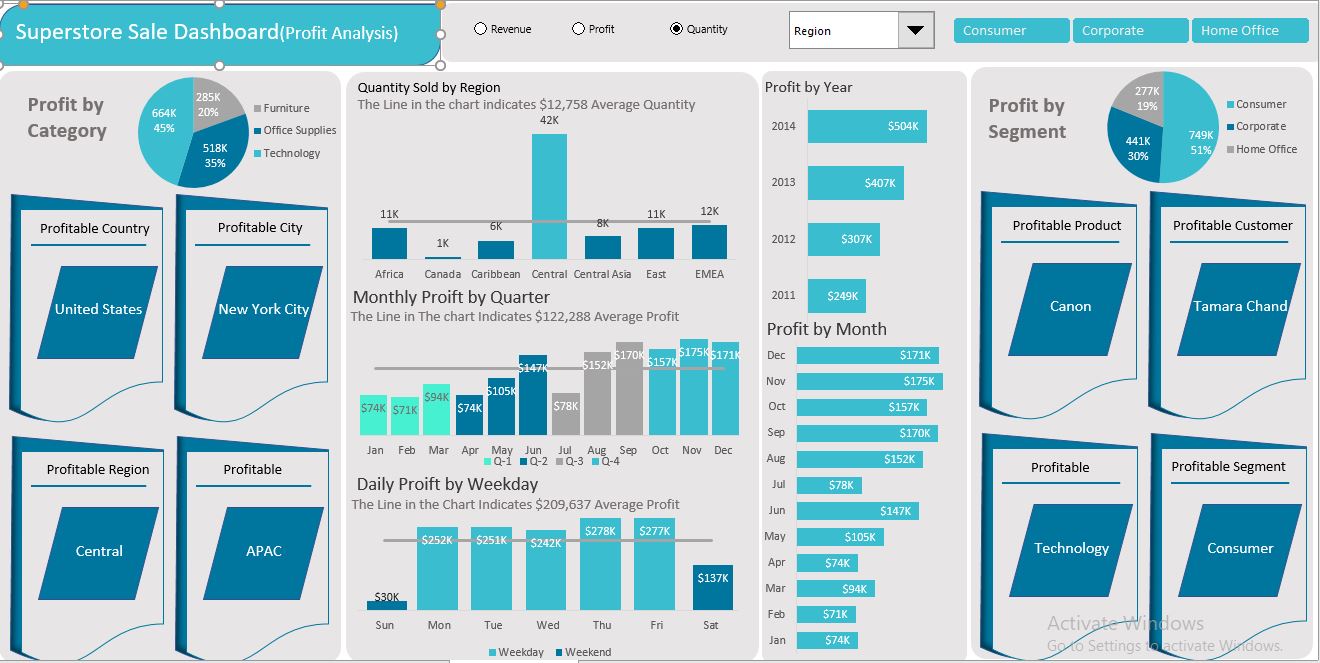 Superstore Sale Dashboard(Profit Analysis)
Revenue
Profit
Quantity
Region
Consumer
Corporate
Home Office
Profit by
Category
664K
45%
285K
20%
518K
35%
Furniture
Office Supplies
Technology
Profitable Country
United States
Profitable City
New York City
Profitable Region
Central
Profitable
APAC
Quantity Sold by Region
The Line in the chart indicates $12,758 Average Quantity
11K
1K
6K
42K
8K
11K
12K
Africa
Canada
Caribbean
Central
Central Asia
East
EMEA
Monthly Proift by Quarter
The Line in The chart Indicates $122,288 Average Profit
$74K
$71K
$94K
$74K
$105K
$147K
$78K
$152K
$170K
$157K
$175K
$171K
Jan
Feb
Mar
Apr
May
Jun
Jul
Aug
Sep
Oct
Nov
Dec
Q-1
Q-2
Q-3
Q-4
Daily Proift by Weekday
The Line in the Chart Indicates $209,637 Average Profit
$30K
$252K
$251K
$242K
$278K
$277K
$137K
Sun
Mon
Tue
Wed
Thu
Fri
Sat
Weekday
Weekend
Profit by Year
2014 $504K
2013 $407K
2012 $307K
2011 $249K
Profit by Month
Dec $171K
Nov $175K
Oct $157K
Sep $170K
Aug $152K
Jul $78K
Jun $147K
May $105K
Apr $74K
Mar $94K
Feb $71K
Jan $74K
Profit by
Segment
277K
19%
441K
30%
749K
51%
Consumer
Corporate
Home Office
Profitable Product
Canon
Profitable Customer
Tamara Chand
Profitable
Technology
Profitable Segment
Consumer
Activate Windows
Go to Settings to activate Windows.